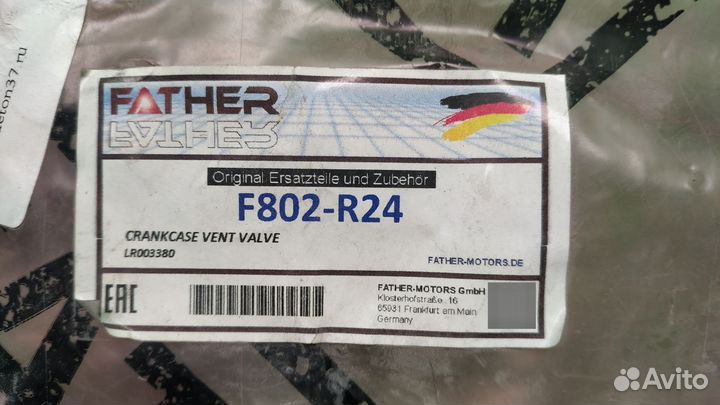 eton37.ru
FATHER
FATHER
Original Ersatzteile und Zubehör
F802-R24
CRANKCASE VENT VALVE
LR003380
FATHER-MOTORS.DE
EAC
FATHER-MOTORS GmbH
Klosterhofstraße. 16
65931 Frankfurt am Main
Germany
Avito